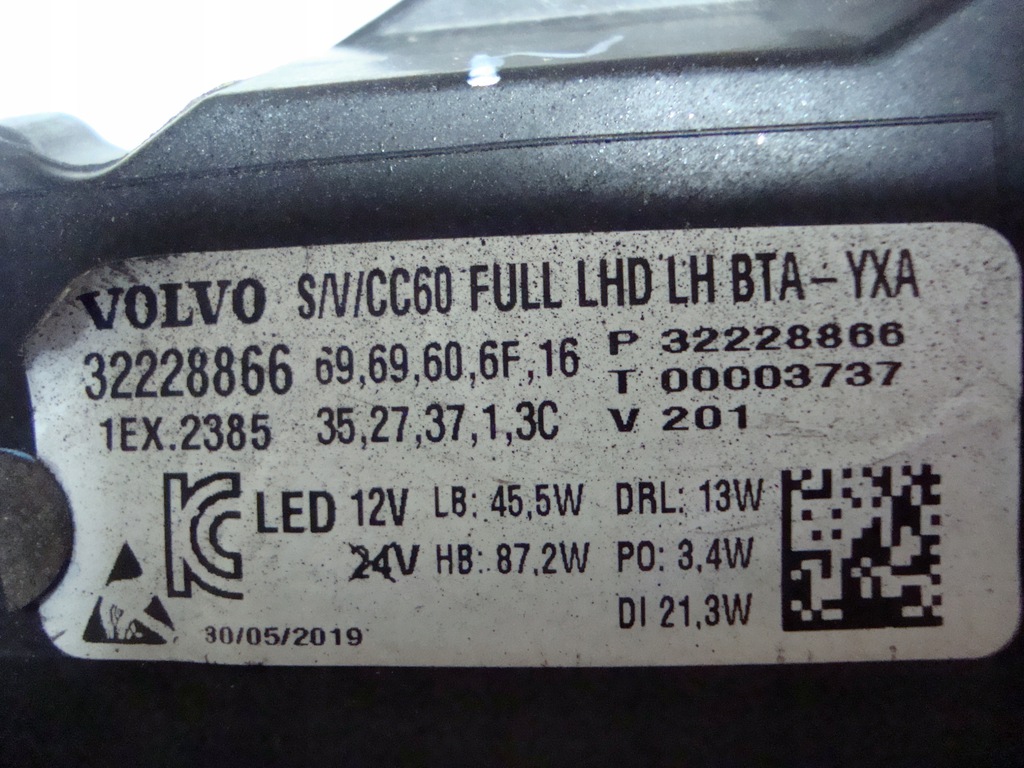 VOLVO S/V/CC60 FULL LHD LH BTA-YXA
32228866 69,69,60,6F,16 P 32228866
T 00003737
1EX.2385 35,27,37,1,3C V 201
LED 12V LB: 45,5W DRL: 13W
24V HB: 87,2W PO: 3,4W
DI 21,3W
30/05/2019